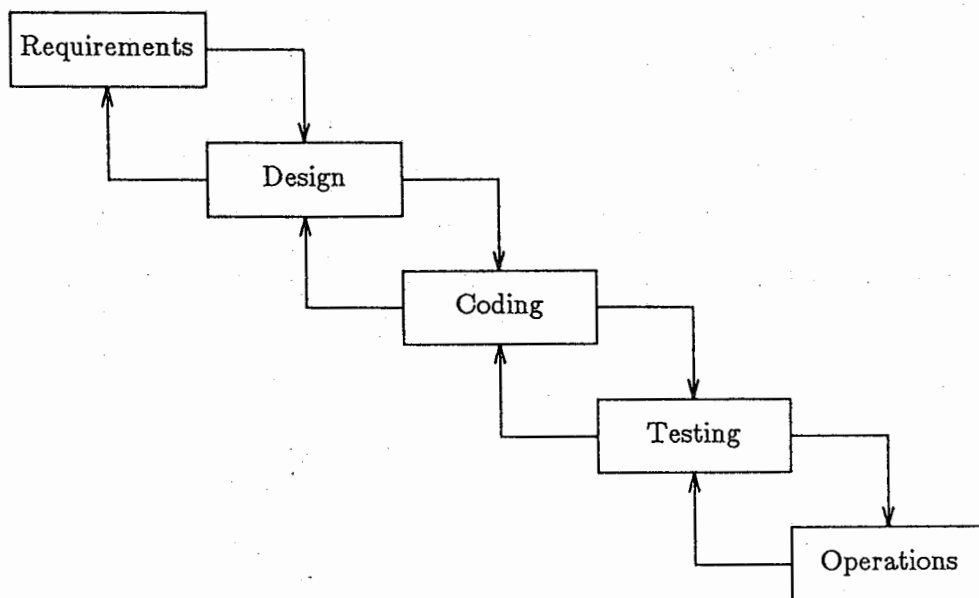 Requirements
Design
Coding
Testing
Operations